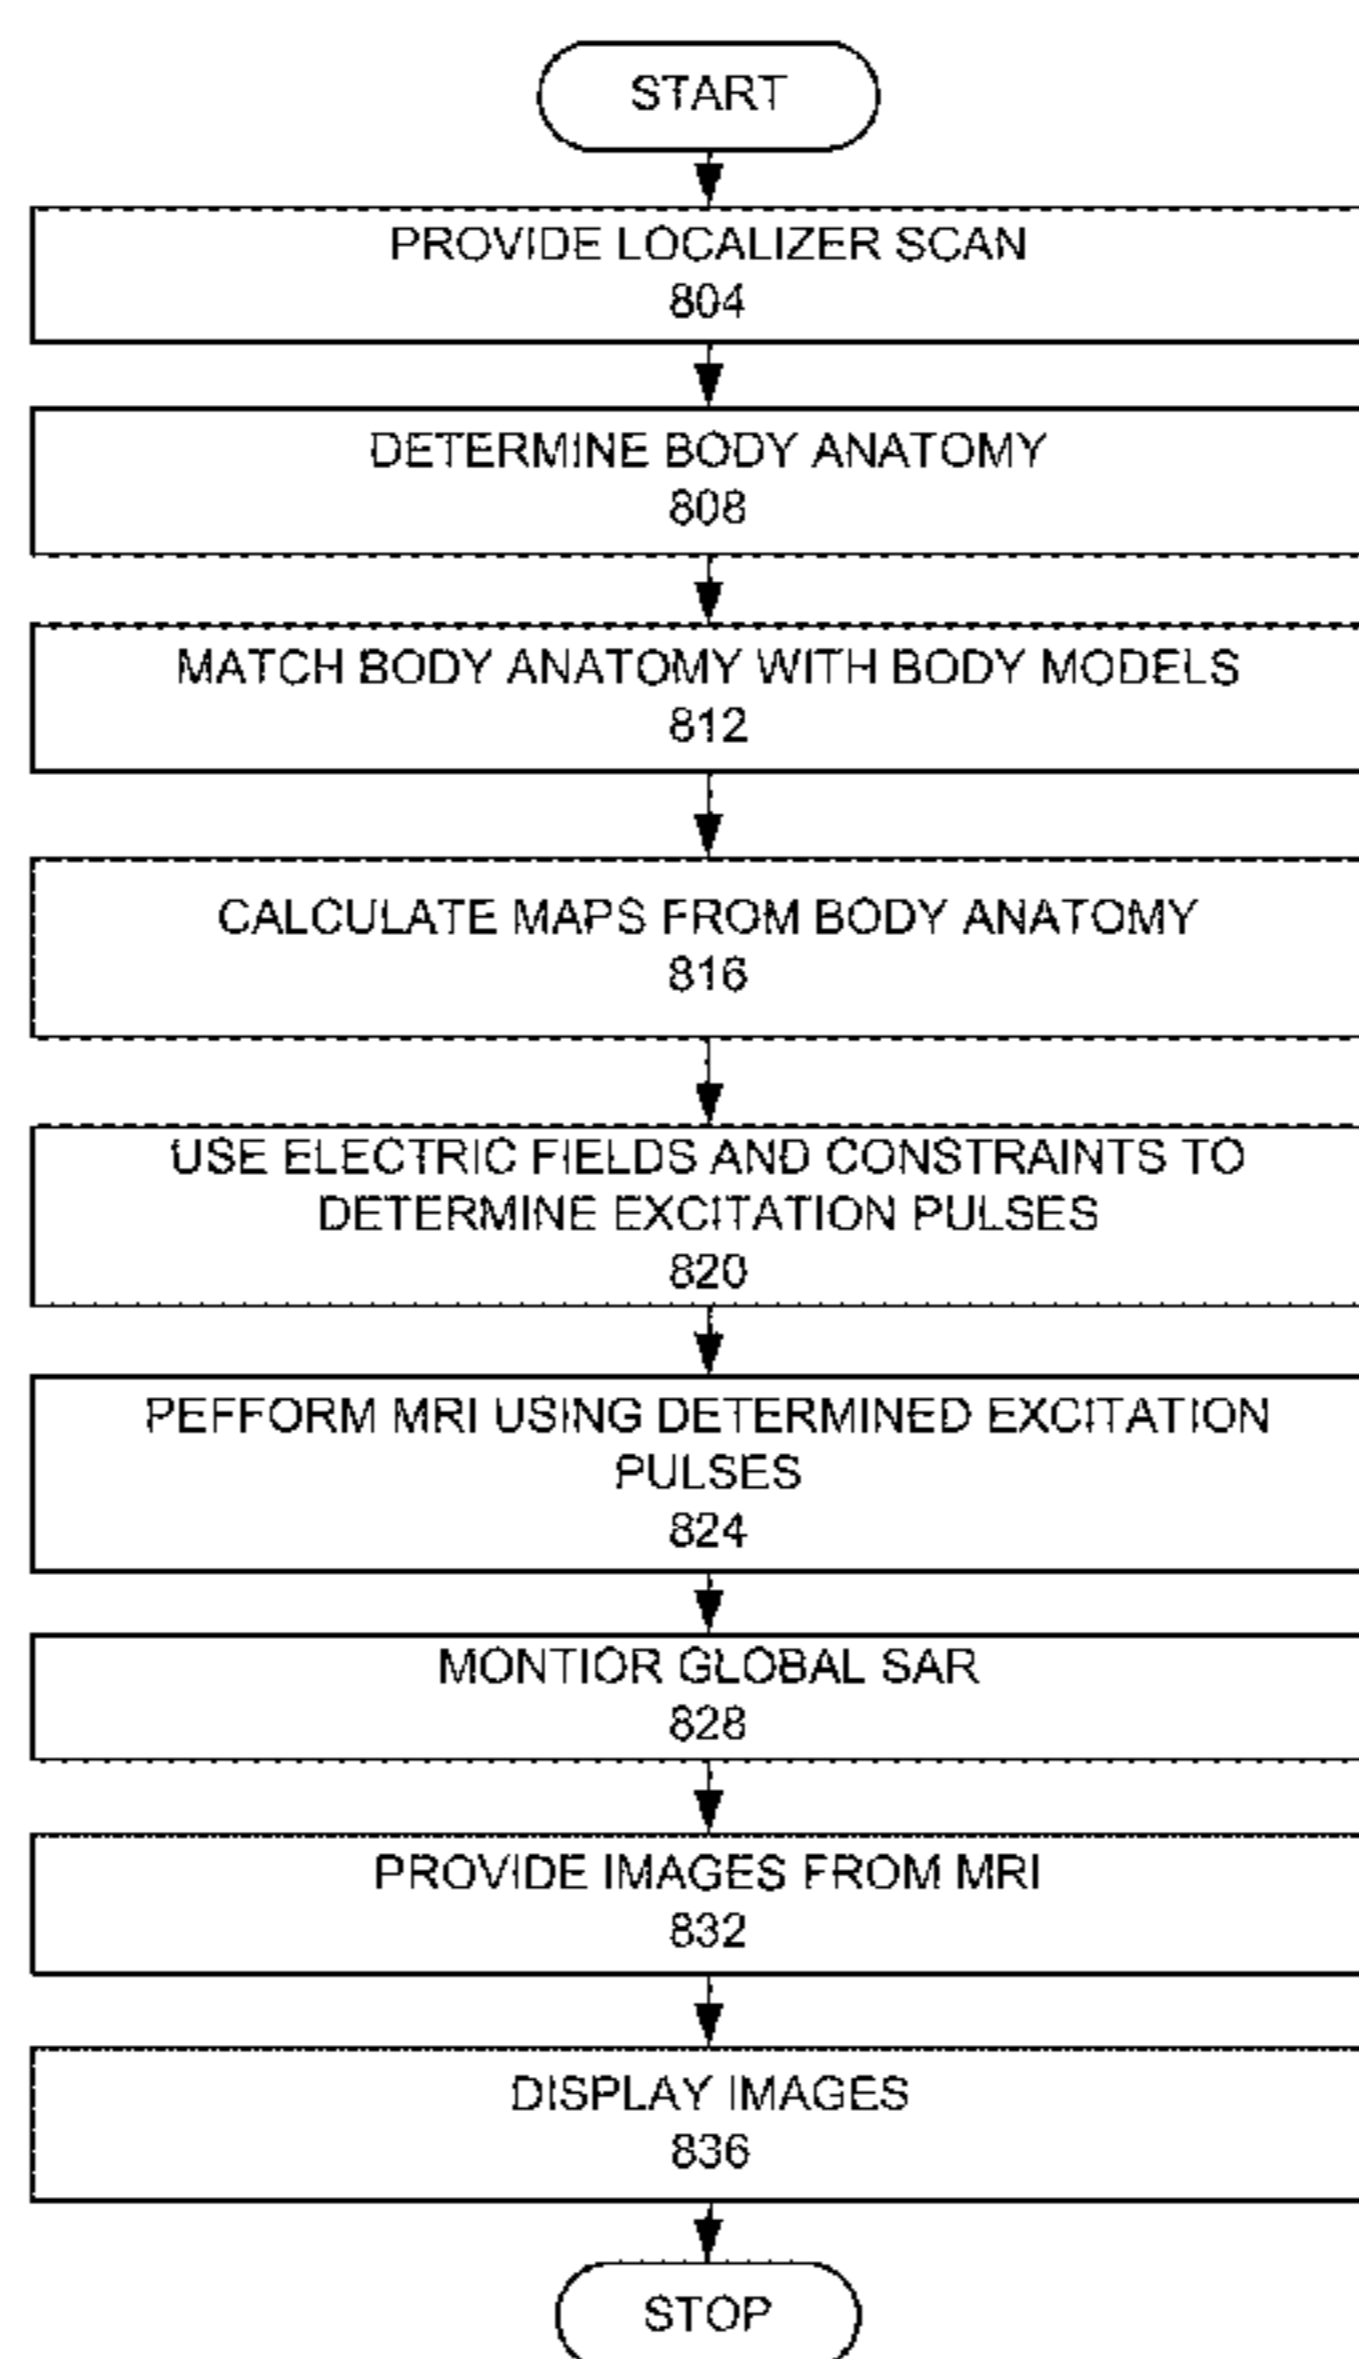 START
PROVIDE LOCALIZER SCAN
804
DETERMINE BODY ANATOMY
808
MATCH BODY ANATOMY WITH BODY MODELS
812
CALCULATE MAPS FROM BODY ANATOMY
816
USE ELECTRIC FIELDS AND CONSTRAINTS TO
DETERMINE EXCITATION PULSES
820
PEFFORM MRI USING DETERMINED EXCITATION
PULSES
824
MONTIOR GLOBAL SAR
828
PROVIDE IMAGES FROM MRI
832
DISPLAY IMAGES
836
STOP